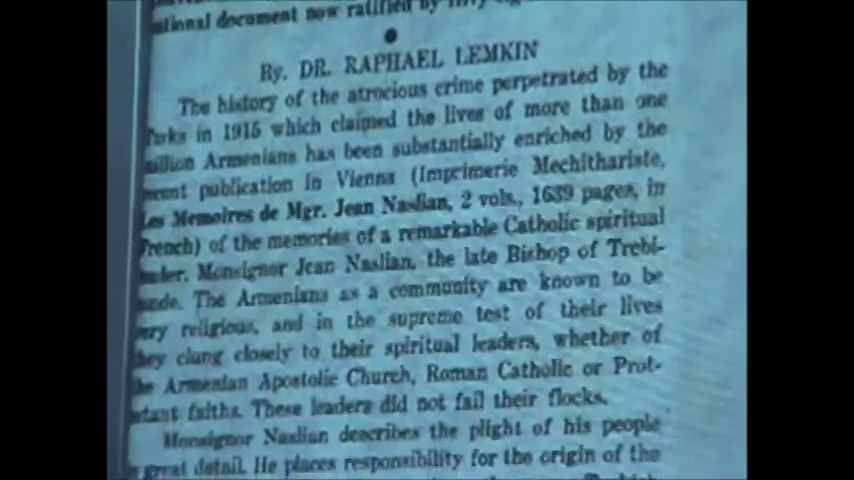 ational document now ratified by fifty
By. DR. RAPHAEL LEMKIN
The history of the atrocious crime perpetrated by the
Turks in 1915 which claimed the lives of more than one
million Armenians has been substantially enriched by the
recent publication in Vienna (Imprimerie Mechithariste,
Les Memoires de Mgr. Jean Naslian, 2 vols., 1639 pages, in
French) of the memories of a remarkable Catholic spiritual
leader, Monsignor Jean Naslian, the late Bishop of Trebi-
zonde. The Armenians as a community are known to be
very religious, and in the supreme test of their lives
they clung closely to their spiritual leaders, whether of
the Armenian Apostolic Church, Roman Catholic or Prot-
estant faiths. These leaders did not fail their flocks.
Monsignor Naslian describes the plight of his people
great detail. He places responsibility for the origin of the